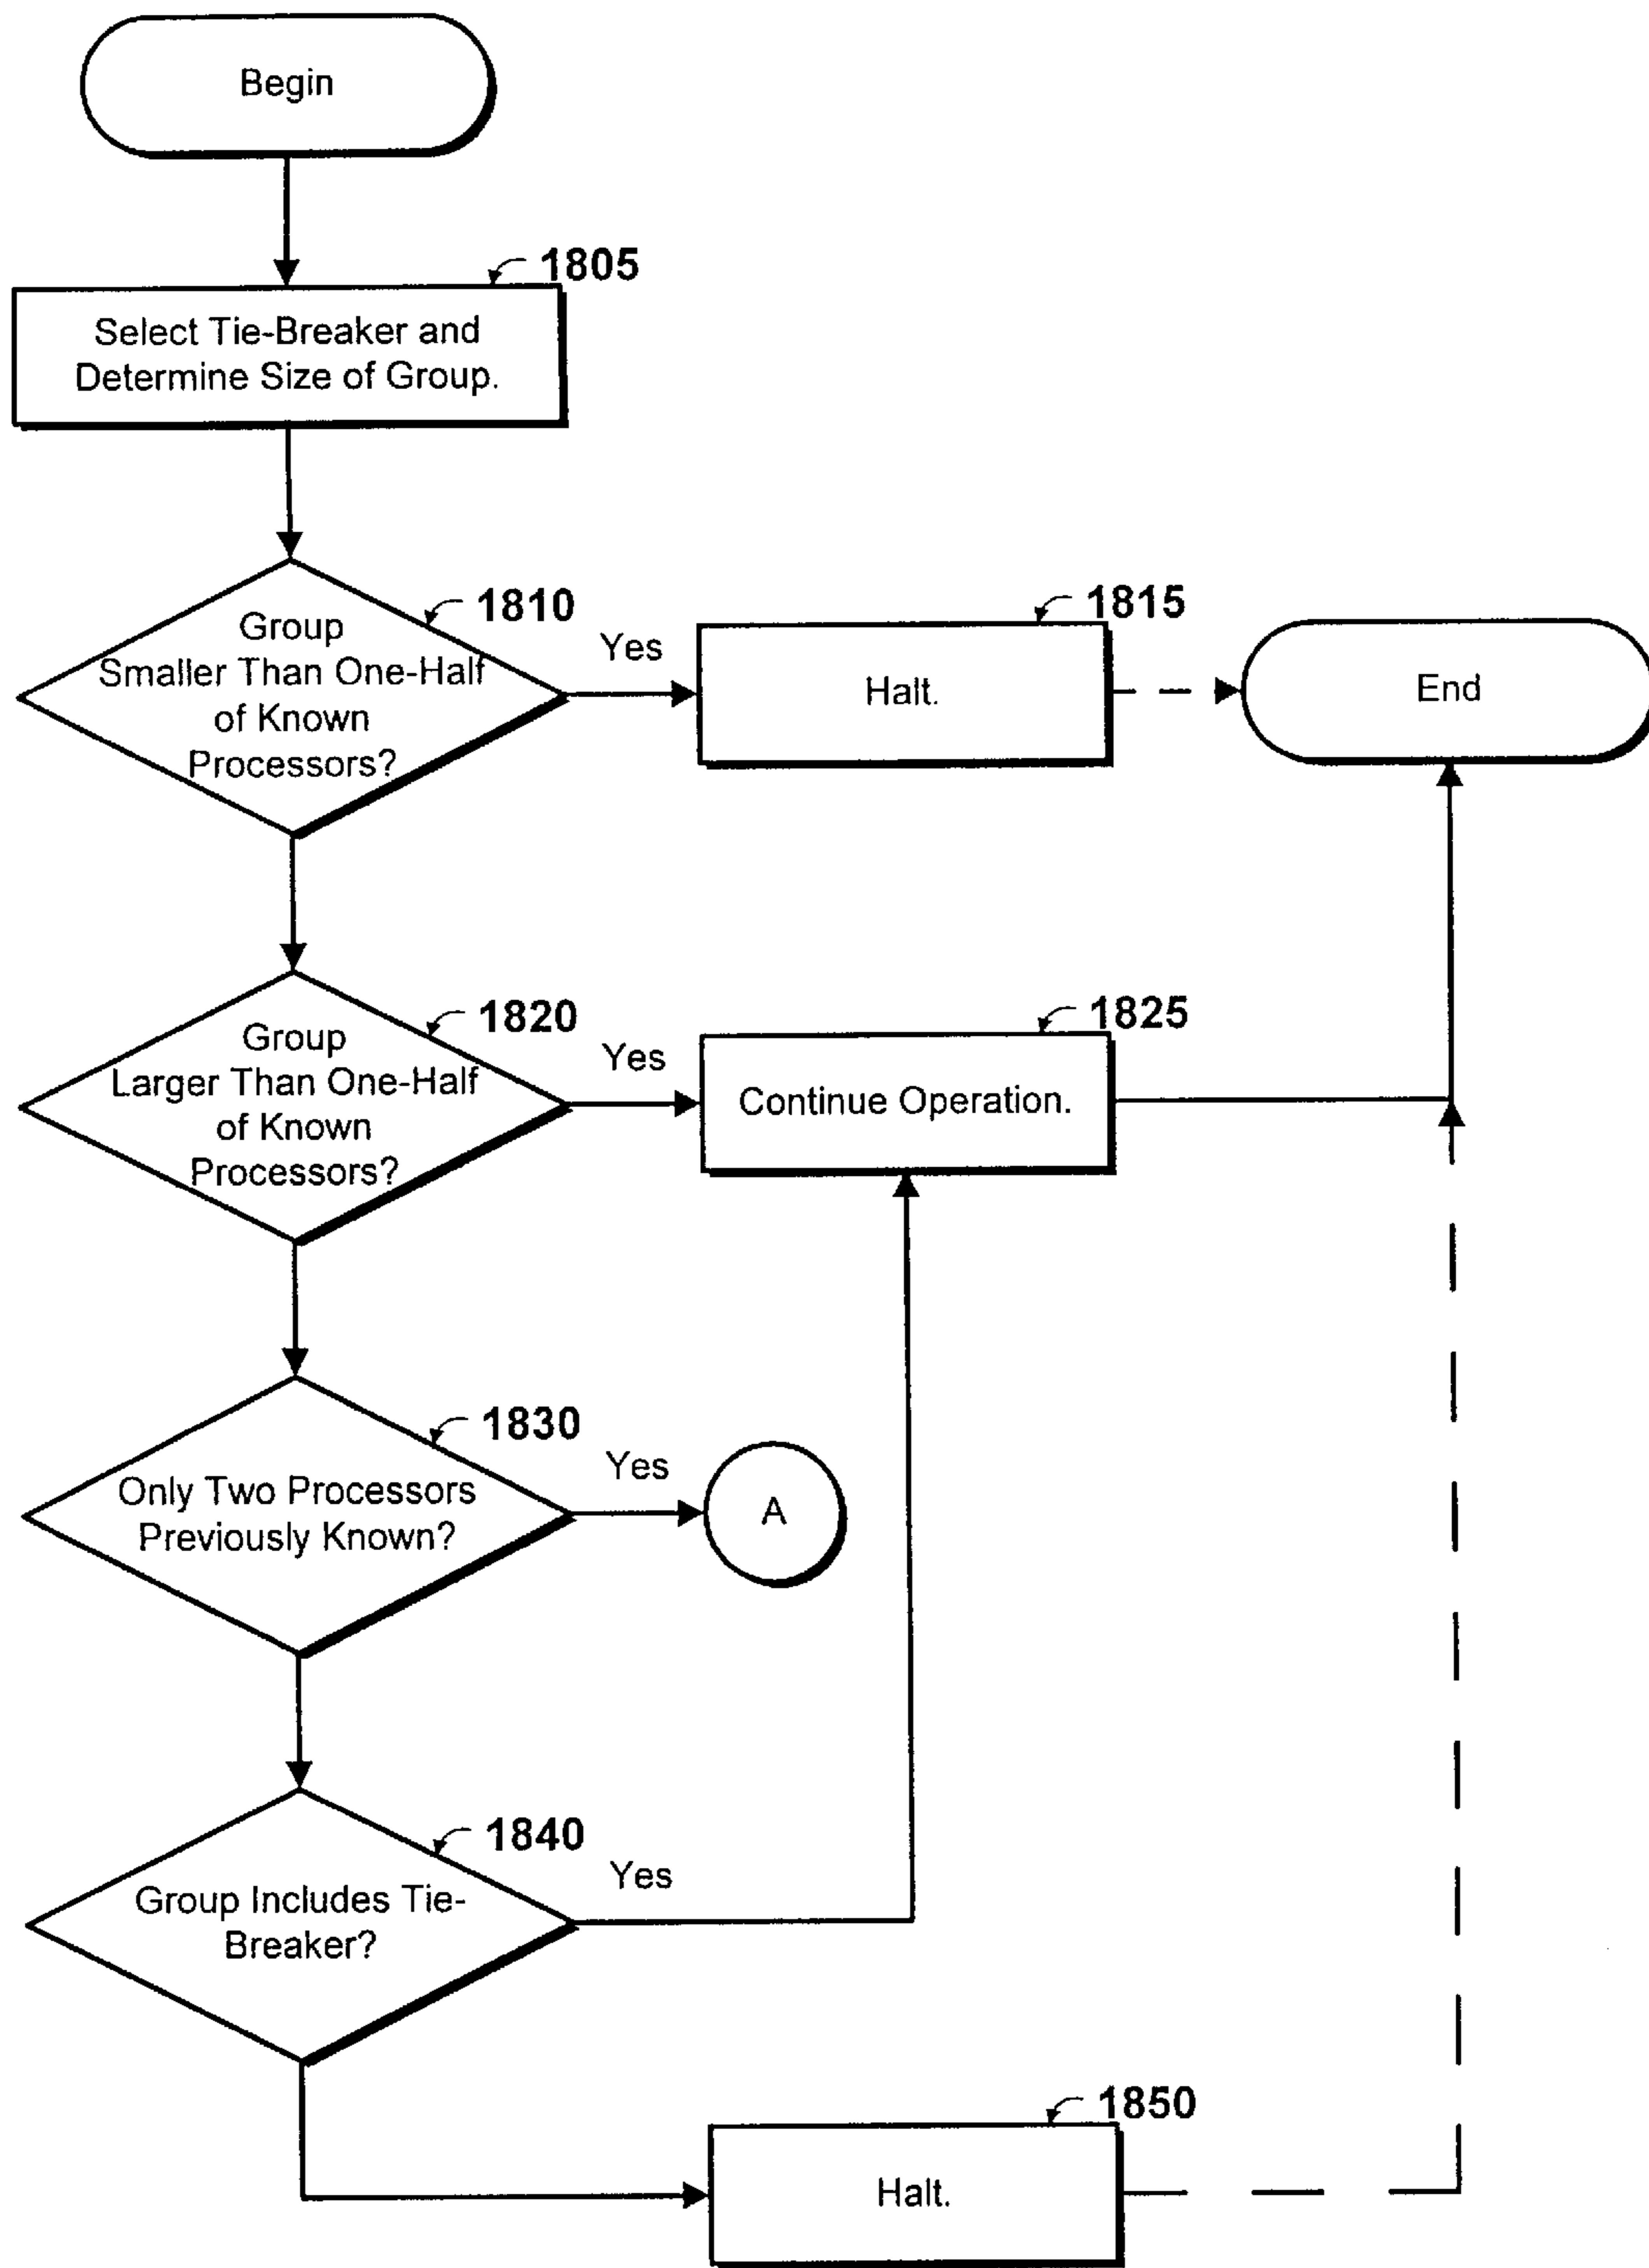 Begin
1805
Select Tie-Breaker and
Determine Size of Group.
1810
Group
Smaller Than One-Half
of Known
Processors?
Yes
1815
Halt.
End
1820
Group
Larger Than One-Half
of Known
Processors?
Yes
1825
Continue Operation.
1830
Only Two Processors
Previously Known?
Yes
A
1840
Group Includes Tie-
Breaker?
Yes
1850
Halt.